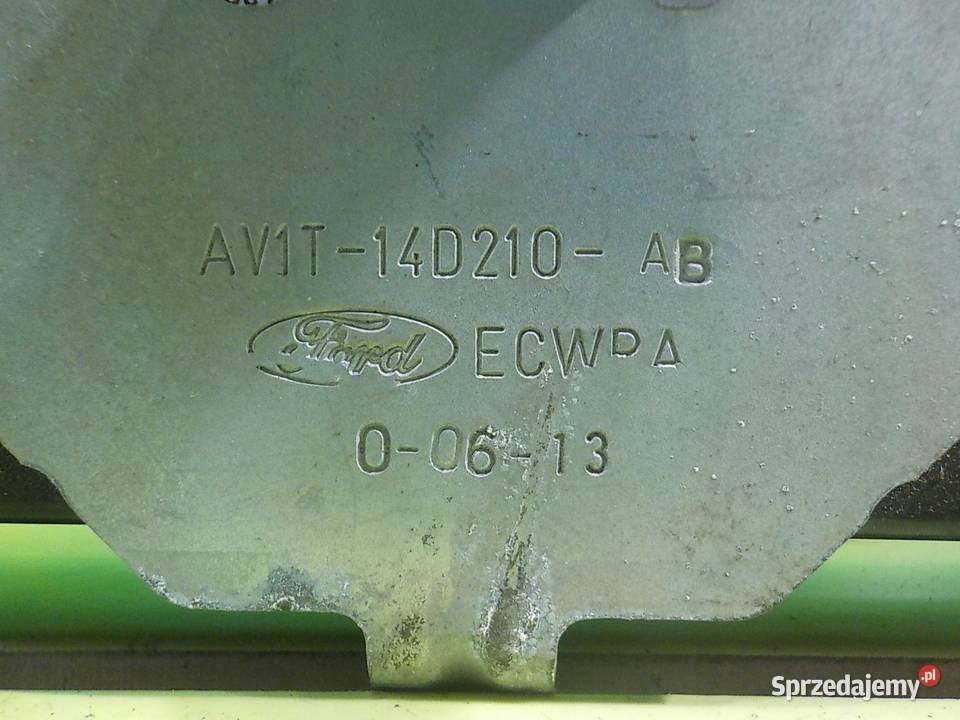 AV1T-14D210- AB
Ford ECWPA
0-06-13
Sprzedajemy.pl